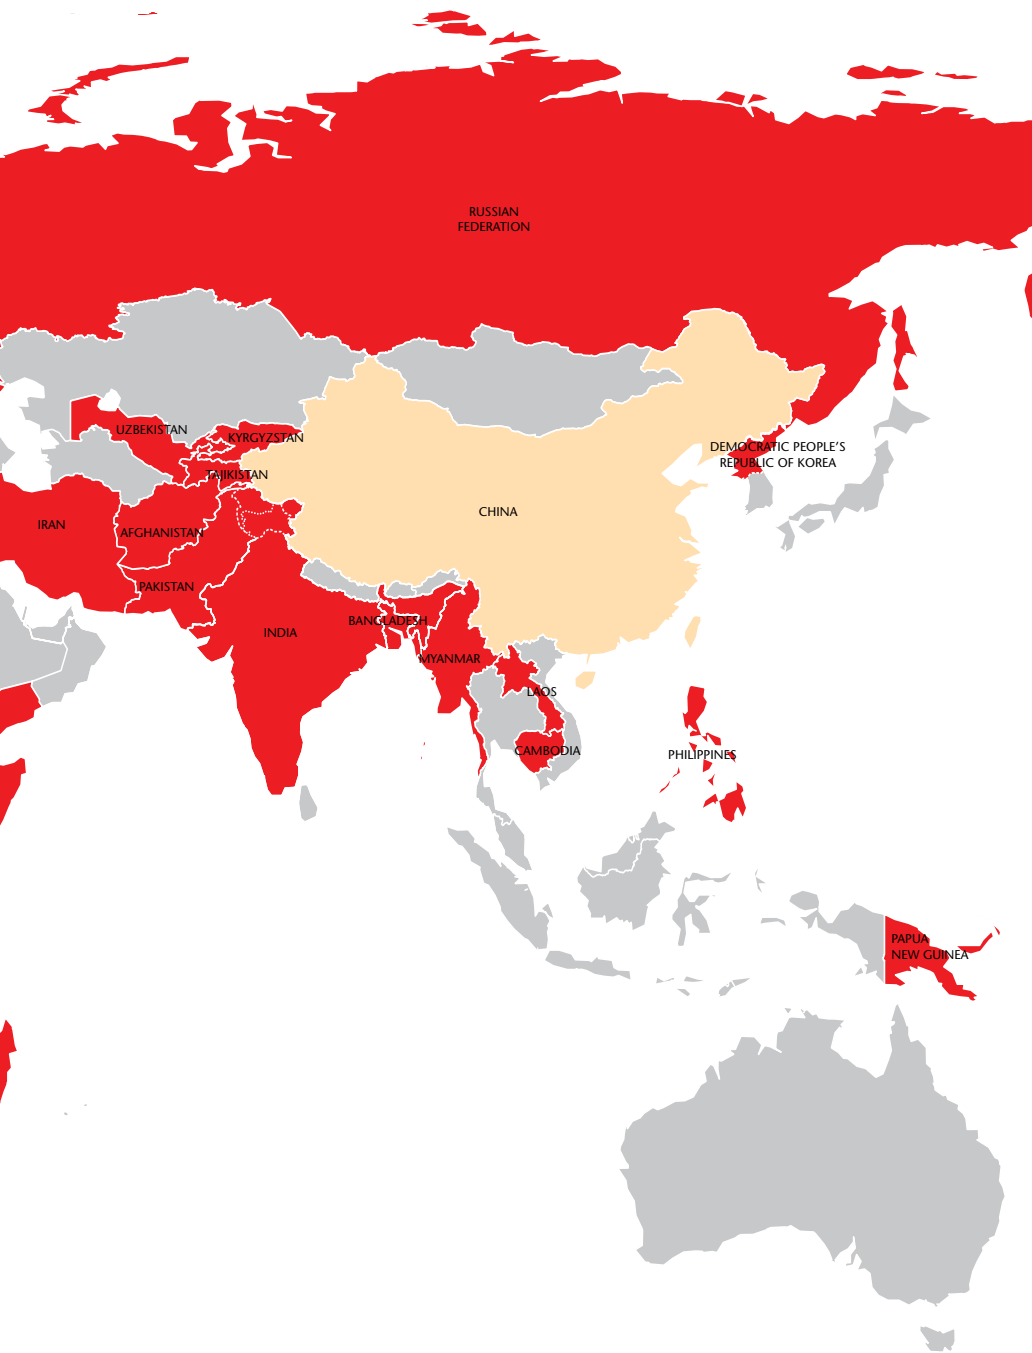 RUSSIAN
FEDERATION
UZBEKISTAN
KYRGYZSTAN
DEMOCRATIC PEOPLE'S
REPUBLIC OF KOREA
TAJIKISTAN
CHINA
IRAN
AFGHANISTAN
PAKISTAN
BANGLADESH
INDIA
MYANMAR
LAOS
CAMBODIA
PHILIPPINES
PAPUA
NEW GUINEA